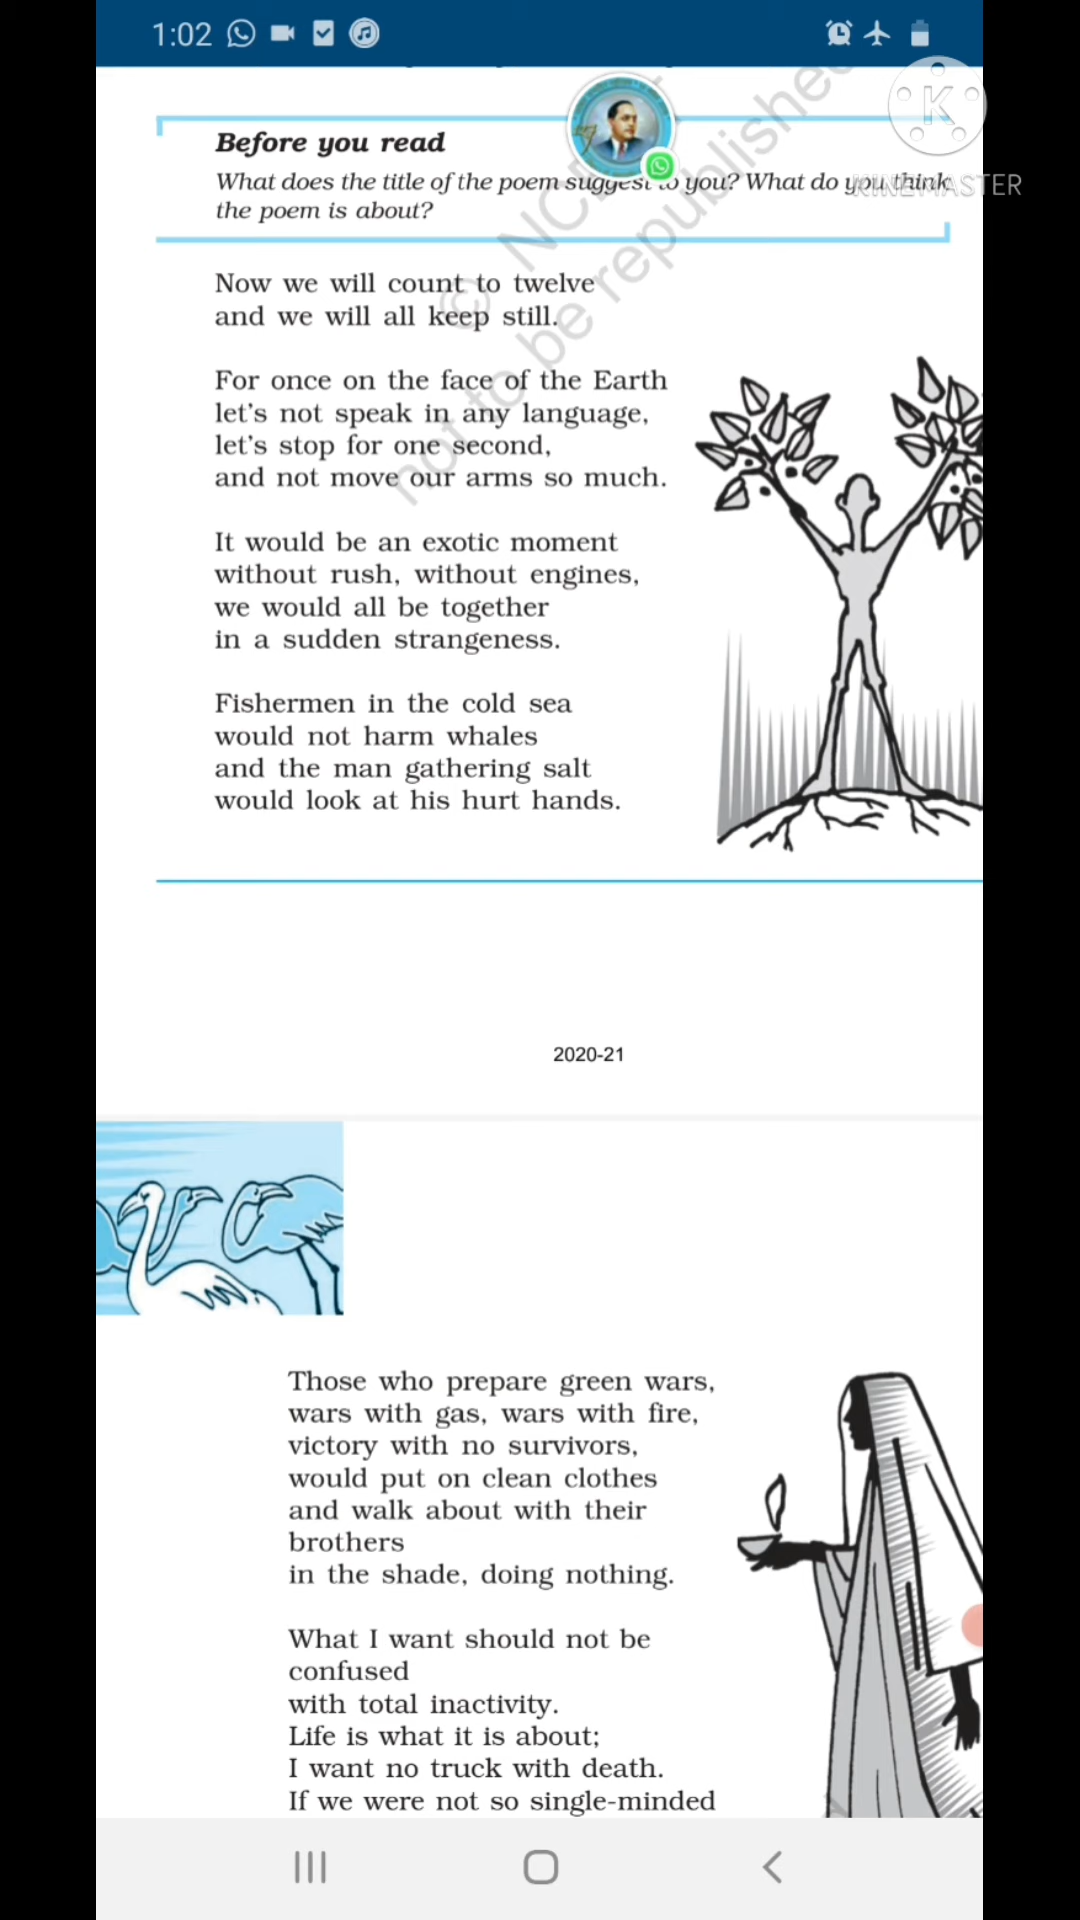 1:02
Before you read
What does the title of the poem suggest to you? What do you think
the poem is about?
K
KINEMASTER
© NCERT
not to be republished
Now we will count to twelve
and we will all keep still.
For once on the face of the Earth
let's not speak in any language,
let's stop for one second,
and not move our arms so much.
It would be an exotic moment
without rush, without engines,
we would all be together
in a sudden strangeness.
Fishermen in the cold sea
would not harm whales
and the man gathering salt
would look at his hurt hands.
2020-21
Those who prepare green wars,
wars with gas, wars with fire,
victory with no survivors,
would put on clean clothes
and walk about with their
brothers
in the shade, doing nothing.
What I want should not be
confused
with total inactivity.
Life is what it is about;
I want no truck with death.
If we were not so single-minded